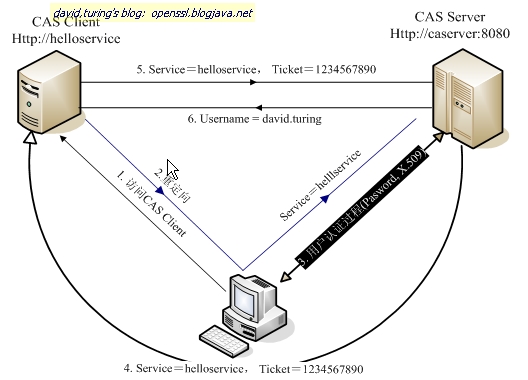 david.turing's blog: openssl.blogjava.net
CAS Client
Http://helloservice
CAS Server
Http://caserver:8080
5. Service＝helloservice， Ticket＝1234567890
6. Username = david.turing
2.重定向
1. 访问CAS Client
Service＝helllservice
3. 用户认证过程(Pasword, X.509)
4. Service＝helloservice， Ticket＝1234567890